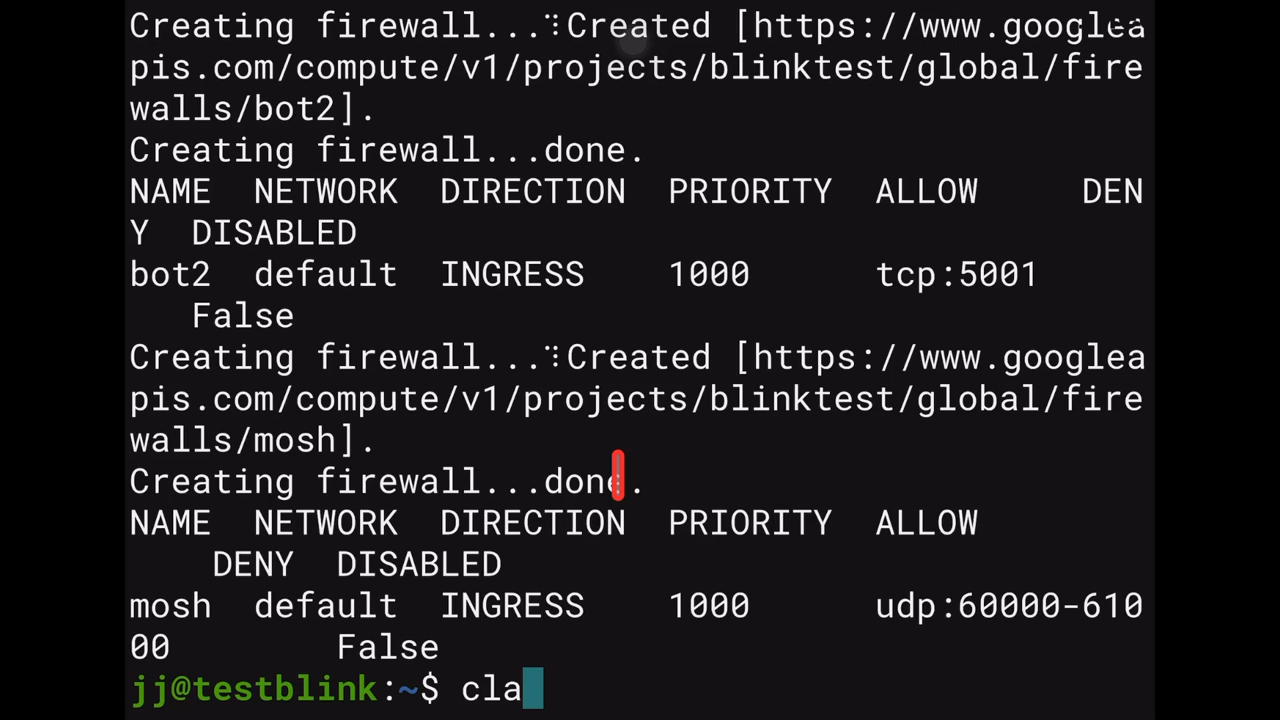 Creating firewall...⠹Created [https://www.googlea
pis.com/compute/v1/projects/blinktest/global/fire
walls/bot2].
Creating firewall...done.
NAME  NETWORK  DIRECTION  PRIORITY  ALLOW     DEN
Y  DISABLED
bot2  default  INGRESS    1000      tcp:5001
   False
Creating firewall...⠹Created [https://www.googlea
pis.com/compute/v1/projects/blinktest/global/fire
walls/mosh].
Creating firewall...done.
NAME  NETWORK  DIRECTION  PRIORITY  ALLOW
    DENY  DISABLED
mosh  default  INGRESS    1000      udp:60000-610
00        False
jj@testblink:~$ cla